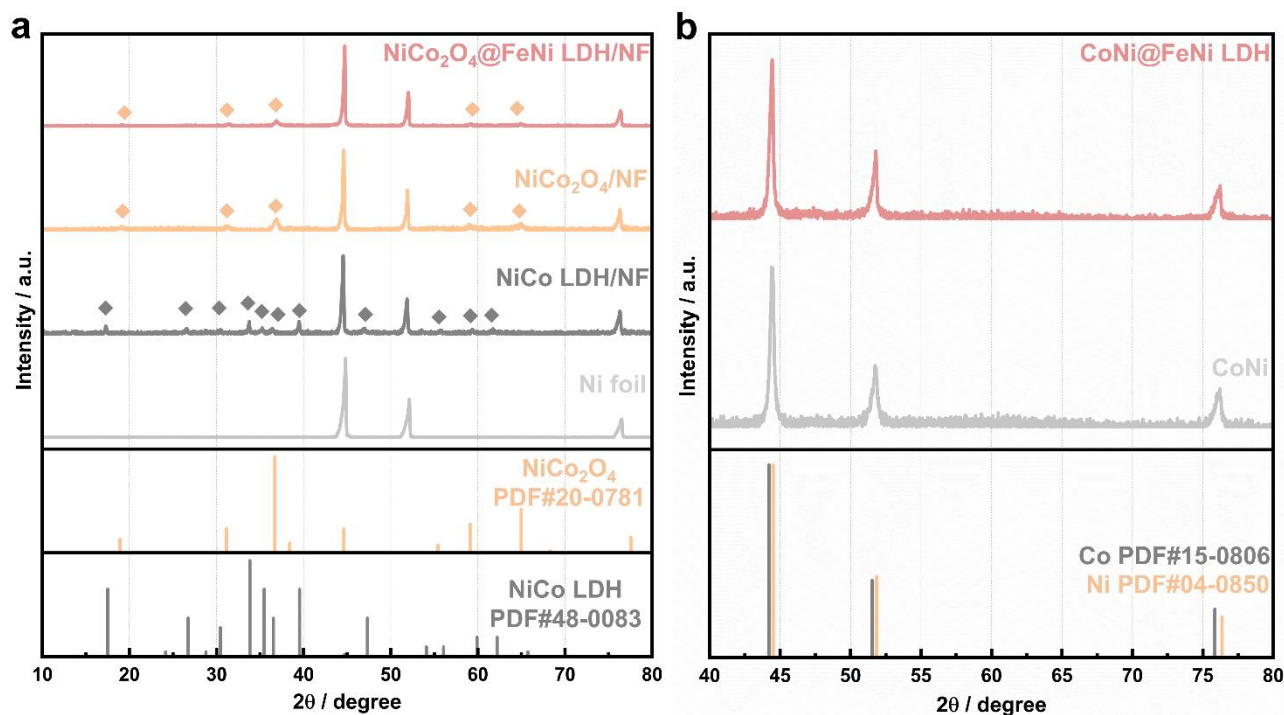 a
NiCo₂O₄@FeNi LDH/NF
NiCo₂O₄/NF
NiCo LDH/NF
Ni foil
NiCo₂O₄
PDF#20-0781
NiCo LDH
PDF#48-0083
Intensity / a.u.
10 20 30 40 50 60 70 80
2θ / degree
b
CoNi@FeNi LDH
CoNi
Co PDF#15-0806
Ni PDF#04-0850
Intensity / a.u.
40 45 50 55 60 65 70 75 80
2θ / degree